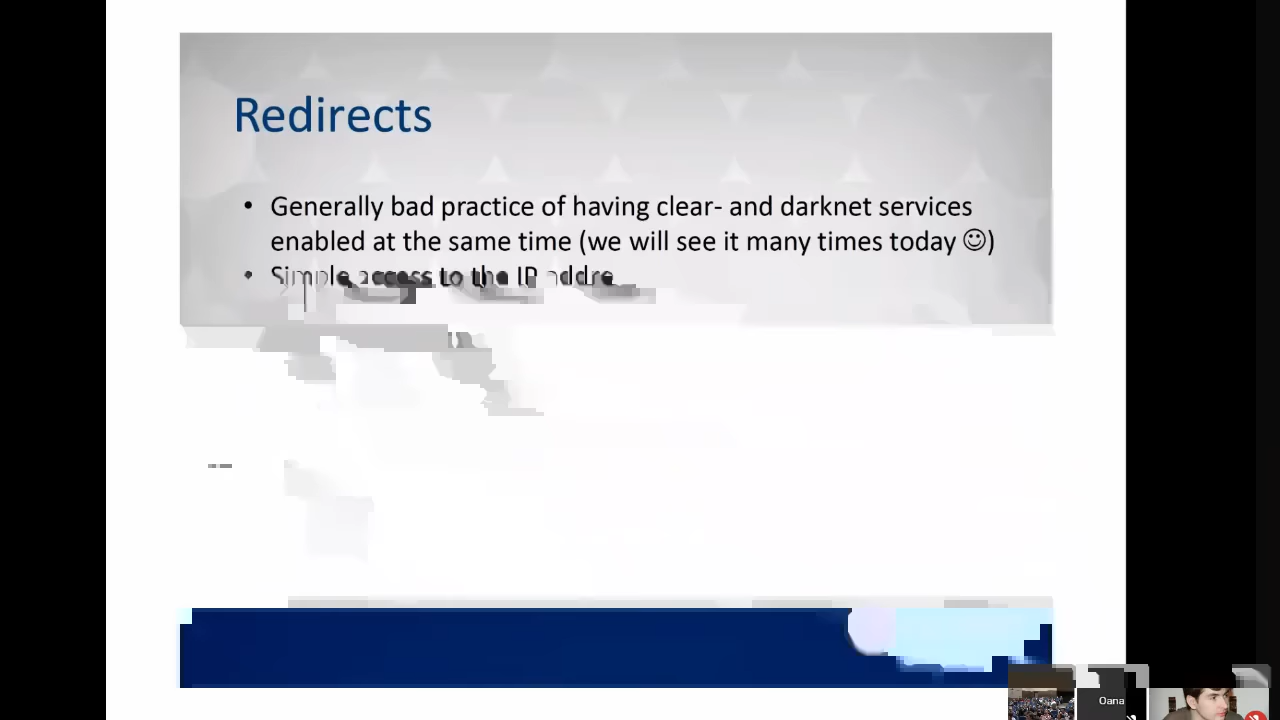 Redirects
• Generally bad practice of having clear- and darknet services
enabled at the same time (we will see it many times today ☺)
• Simple access to the IP addre
Oana